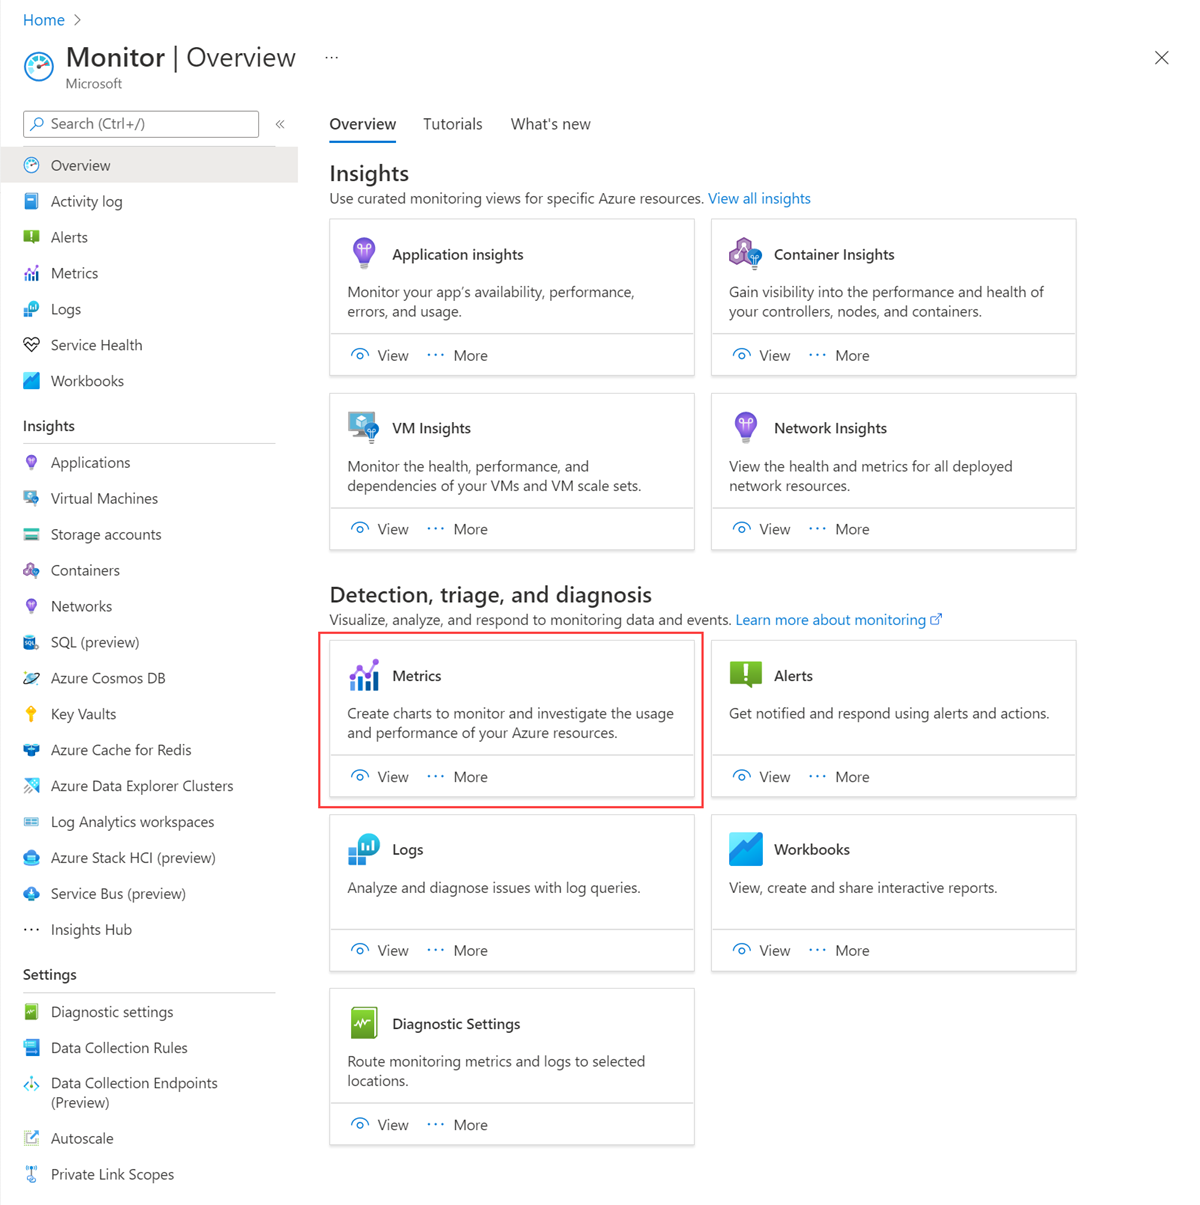 Home
Monitor | Overview
Microsoft
Search (Ctrl+/)
Overview
Activity log
Alerts
Metrics
Logs
Service Health
Workbooks
Insights
Applications
Virtual Machines
Storage accounts
Containers
Networks
SQL (preview)
Azure Cosmos DB
Key Vaults
Azure Cache for Redis
Azure Data Explorer Clusters
Log Analytics workspaces
Azure Stack HCI (preview)
Service Bus (preview)
Insights Hub
Settings
Diagnostic settings
Data Collection Rules
Data Collection Endpoints
(Preview)
Autoscale
Private Link Scopes
Overview Tutorials What's new
Insights
Use curated monitoring views for specific Azure resources. View all insights
Application insights
Monitor your app’s availability, performance,
errors, and usage.
View ··· More
Container Insights
Gain visibility into the performance and health of
your controllers, nodes, and containers.
View ··· More
VM Insights
Monitor the health, performance, and
dependencies of your VMs and VM scale sets.
View ··· More
Network Insights
View the health and metrics for all deployed
network resources.
View ··· More
Detection, triage, and diagnosis
Visualize, analyze, and respond to monitoring data and events. Learn more about monitoring
Metrics
Create charts to monitor and investigate the usage
and performance of your Azure resources.
View ··· More
Alerts
Get notified and respond using alerts and actions.
View ··· More
Logs
Analyze and diagnose issues with log queries.
View ··· More
Workbooks
View, create and share interactive reports.
View ··· More
Diagnostic Settings
Route monitoring metrics and logs to selected
locations.
View ··· More